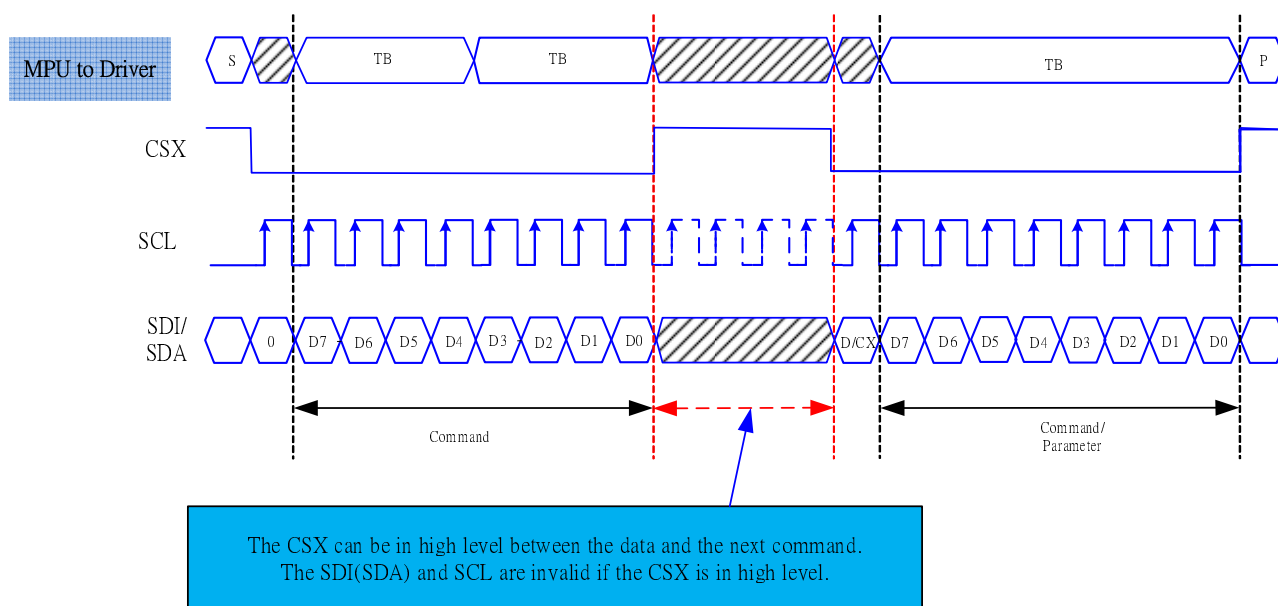 MPU to Driver
S TB TB TB P
CSX
SCL
SDI/
SDA
0 D7 D6 D5 D4 D3 D2 D1 D0 D/CX D7 D6 D5 D4 D3 D2 D1 D0
Command
Command/
Parameter
The CSX can be in high level between the data and the next command.
The SDI(SDA) and SCL are invalid if the CSX is in high level.